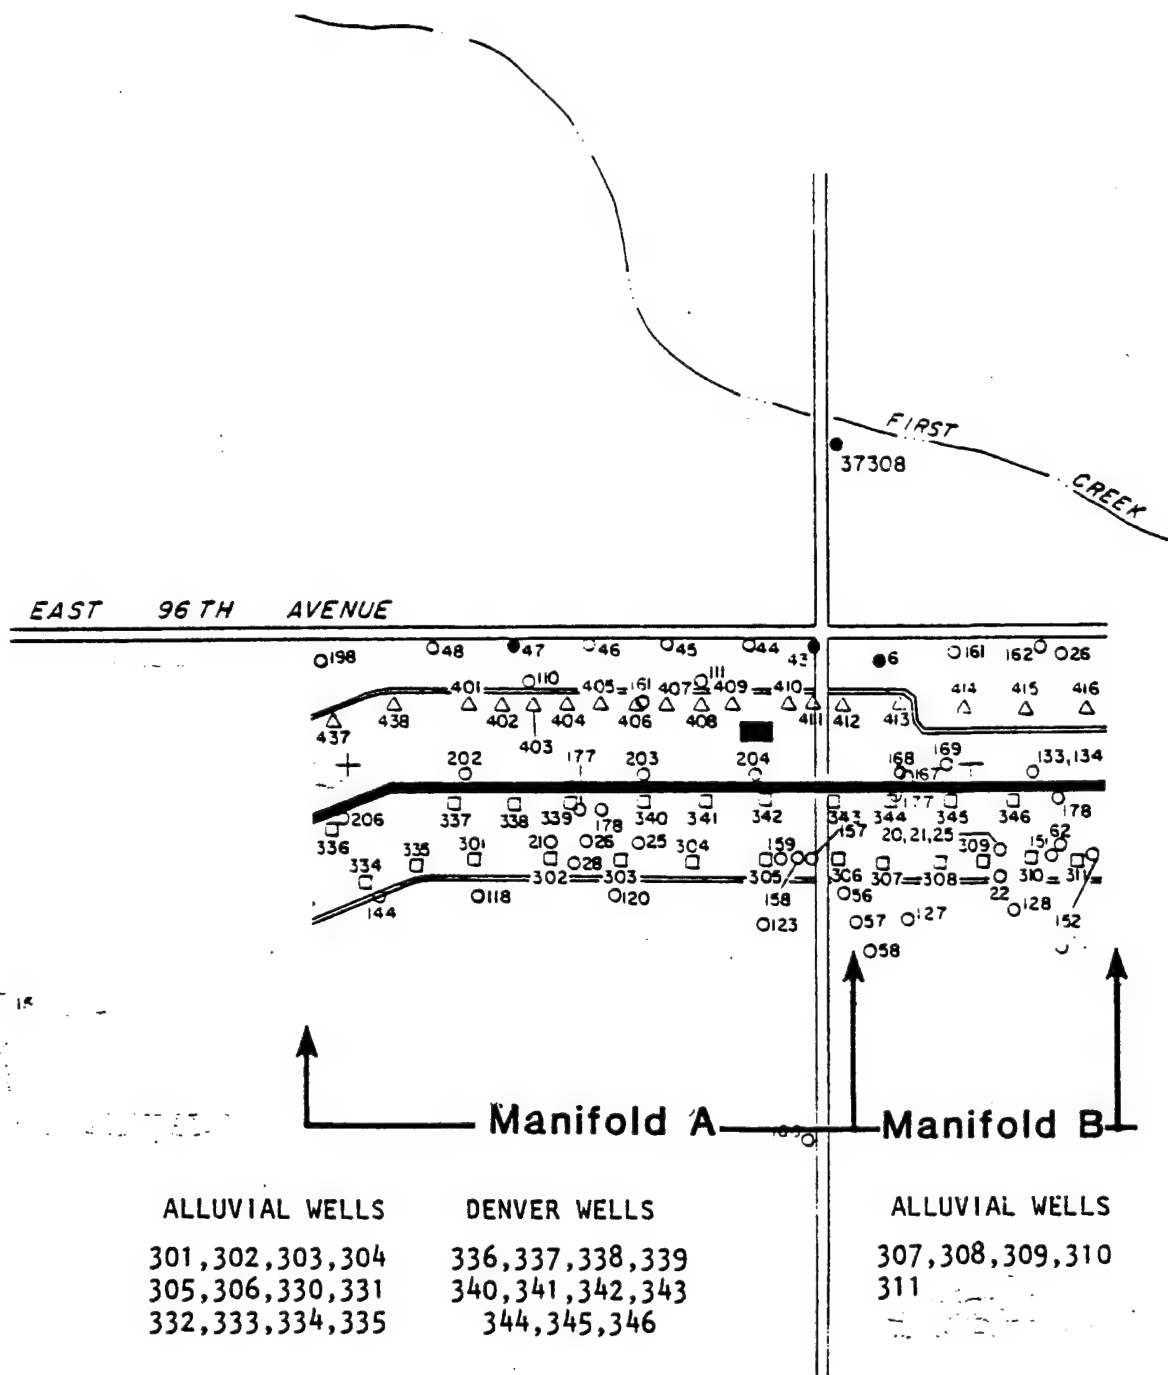 FIRST
37308
CREEK
EAST 96TH AVENUE
198 48 47 46 45 44 43 6 161 162 26
110 111
401 405 161 407 409 410 414 415 416
437 438 402 403 404 406 408 411 412 413
202 177 203 204 168 167 169 133,134
206 337 338 339 178 340 341 342 343 344 177 345 346 178
336 335 301 210 26 25 304 159 157 20,21,25 309 151 62
334 302 28 303 305 158 306 307 308 22 310 311
144 118 120 123 56 57 127 128 152
58
15
Manifold A Manifold B
ALLUVIAL WELLS
301,302,303,304
305,306,330,331
332,333,334,335
DENVER WELLS
336,337,338,339
340,341,342,343
344,345,346
ALLUVIAL WELLS
307,308,309,310
311